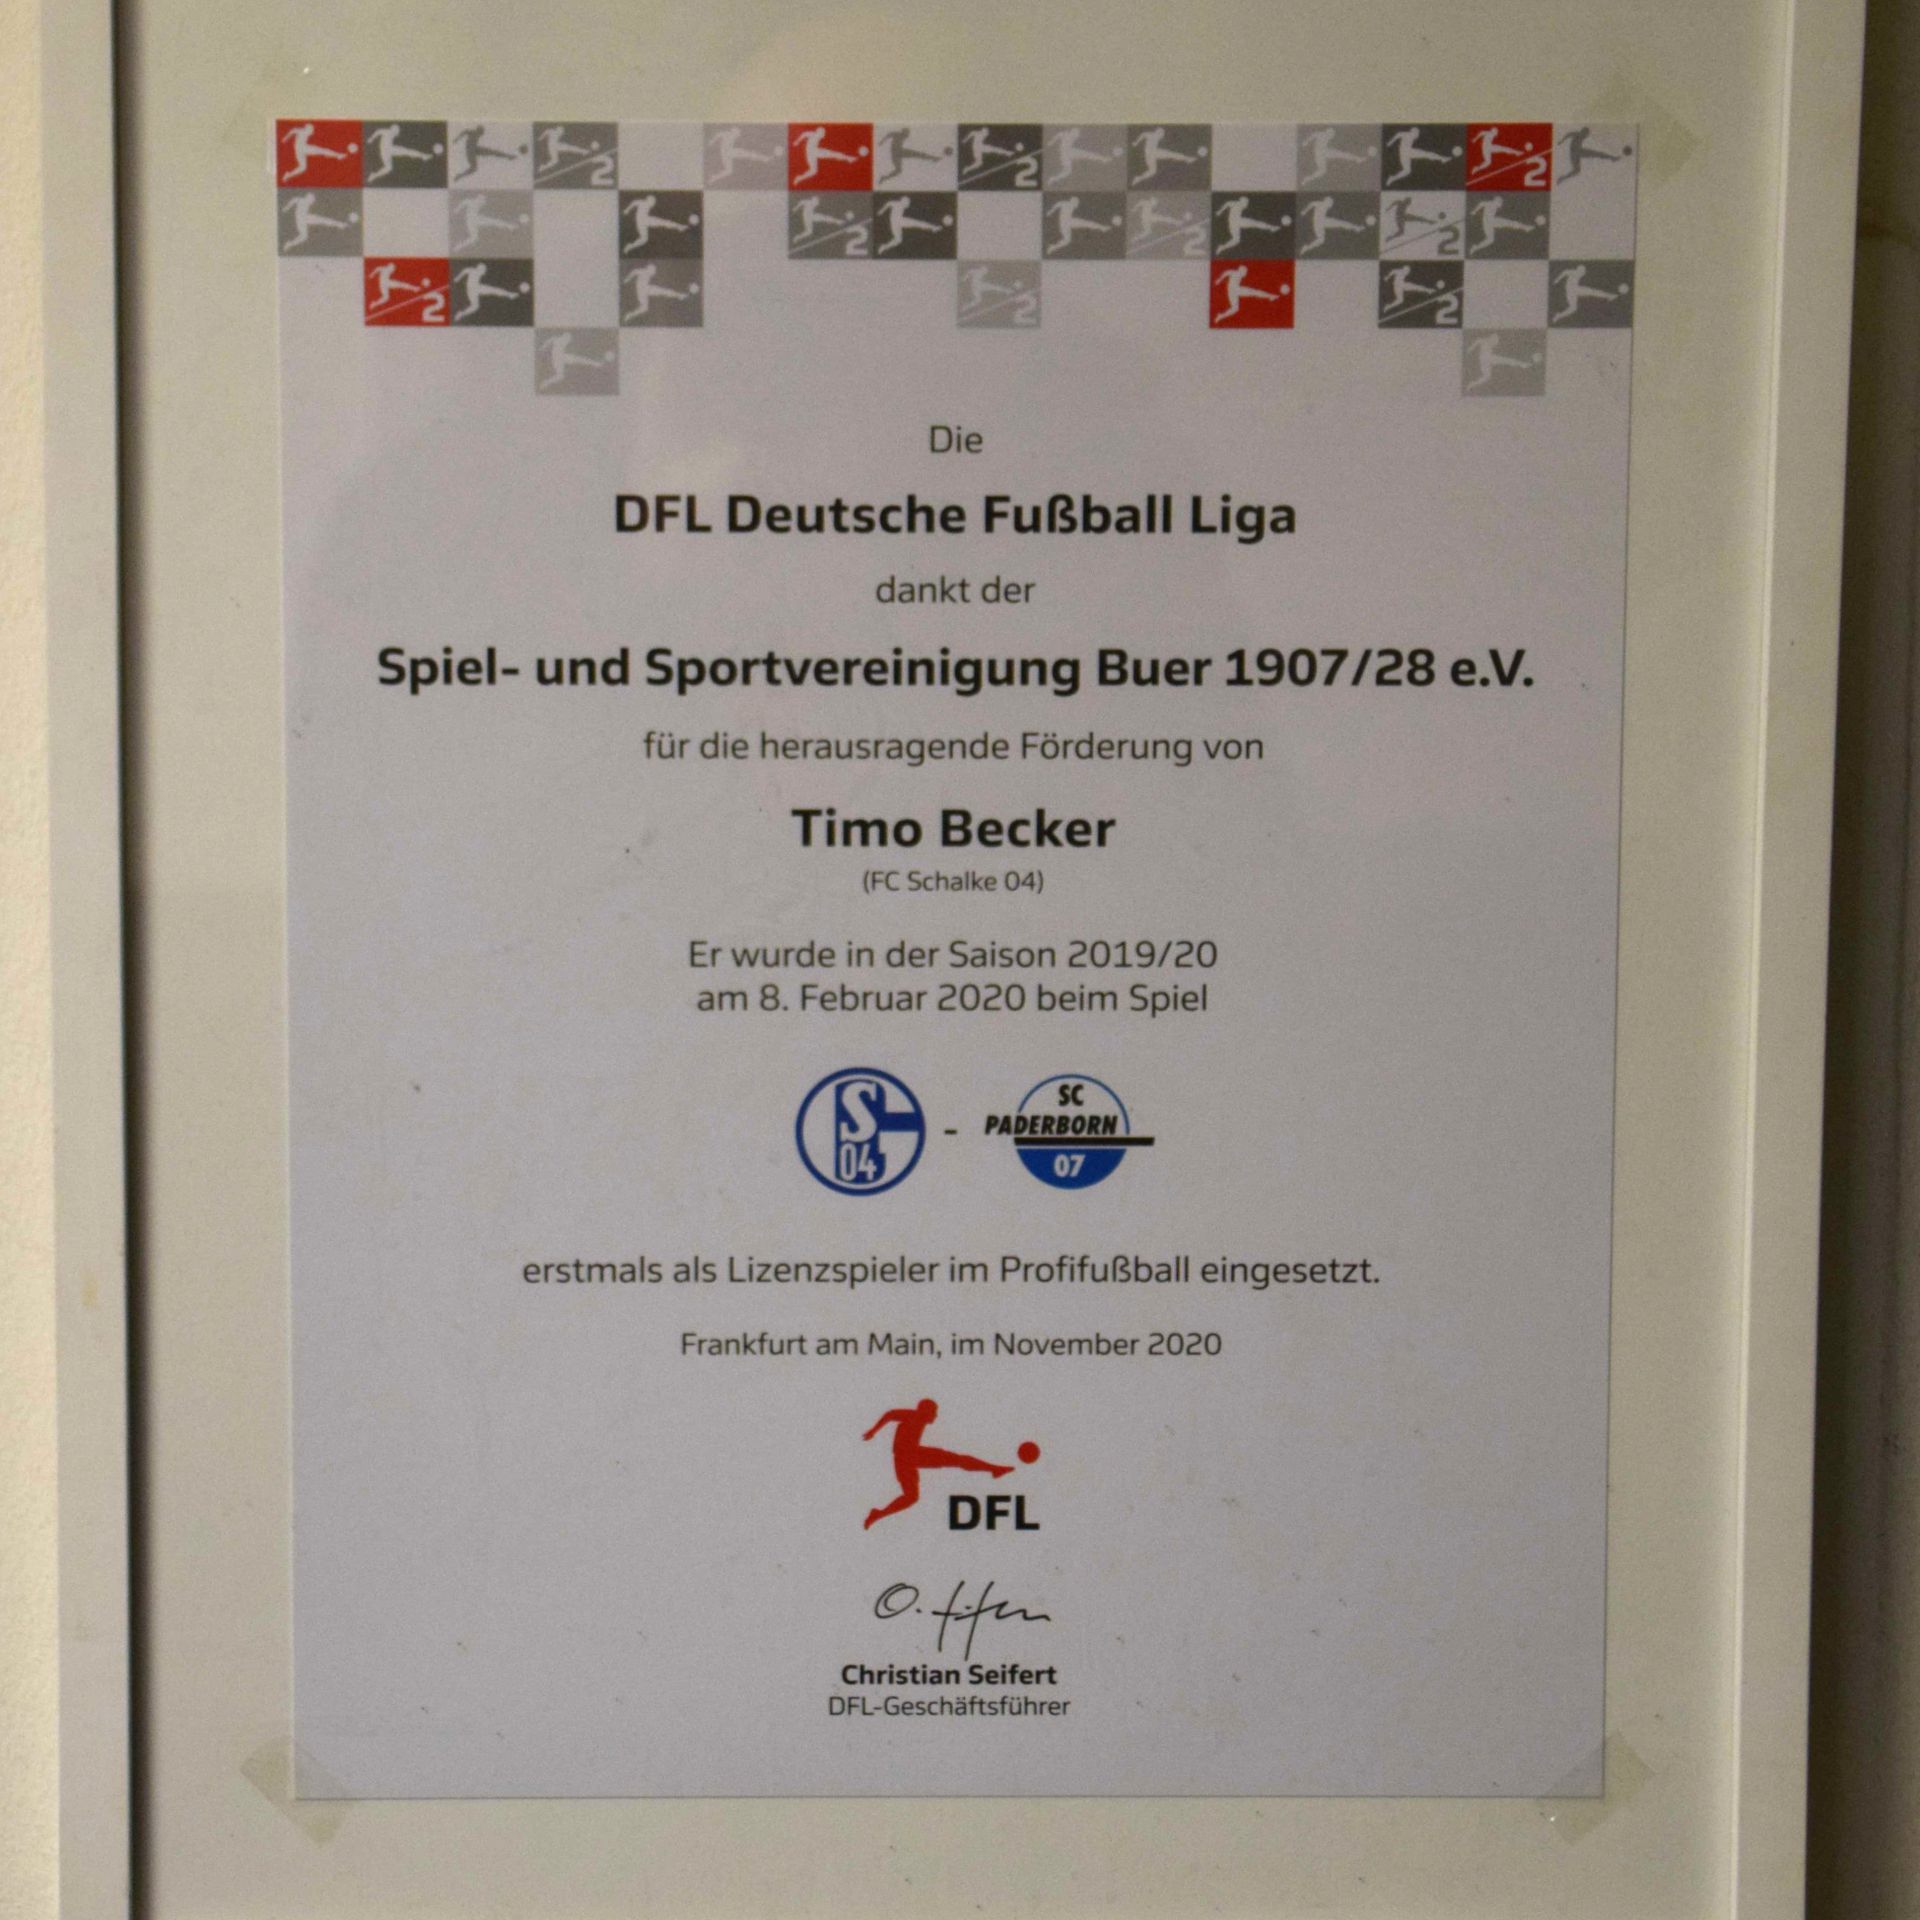 Die
DFL Deutsche Fußball Liga
dankt der
Spiel- und Sportvereinigung Buer 1907/28 e.V.
für die herausragende Förderung von
Timo Becker
(FC Schalke 04)
Er wurde in der Saison 2019/20
am 8. Februar 2020 beim Spiel
S 04 - SC PADERBORN 07
erstmals als Lizenzspieler im Profifußball eingesetzt.
Frankfurt am Main, im November 2020
DFL
Christian Seifert
DFL-Geschäftsführer